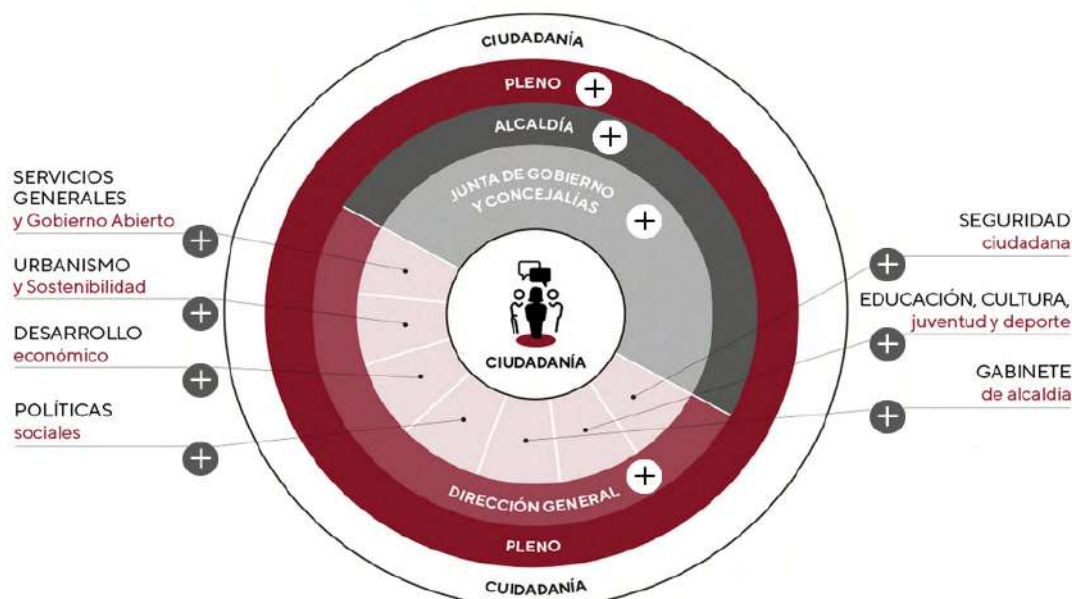 CIUDADANÍA
PLENO
ALCALDÍA
JUNTA DE GOBIERNO
Y CONCEJALÍAS
SERVICIOS
GENERALES
y Gobierno Abierto
URBANISMO
y Sostenibilidad
DESARROLLO
económico
POLÍTICAS
sociales
CIUDADANÍA
SEGURIDAD
ciudadana
EDUCACIÓN, CULTURA,
juventud y deporte
GABINETE
de alcaldía
DIRECCIÓN GENERAL
PLENO
CUIDADANÍA